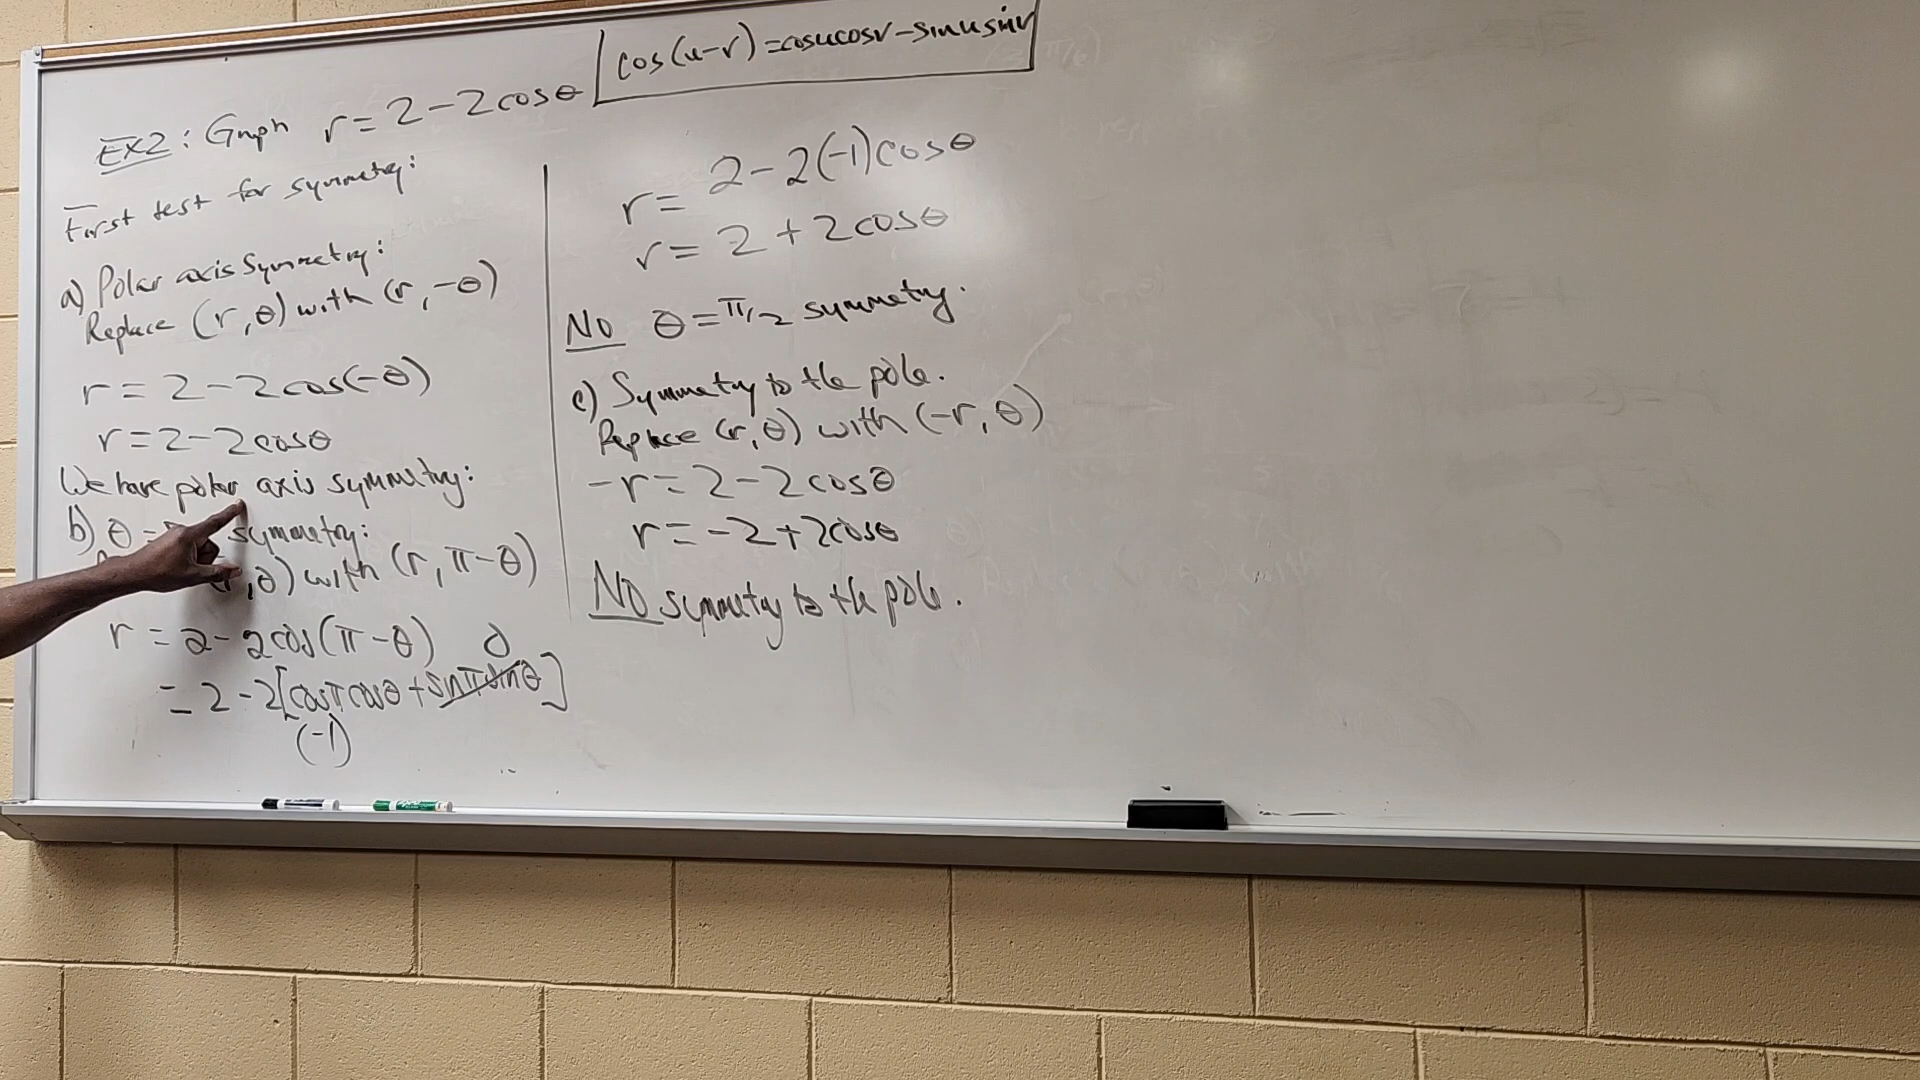 EX2: Graph r = 2 - 2cosθ
cos(u-v) = cosucosv - sinusinv
First test for symmetry:
a) Polar axis Symmetry:
Replace (r, θ) with (r, -θ)
r = 2 - 2cos(-θ)
r = 2 - 2cosθ
We have polar axis symmetry:
b) θ = symmetry:
(r, θ) with (r, π-θ)
r = 2 - 2cos(π - θ) 0
= 2 - 2[cosπcosθ + sinπsinθ]
(-1)
r = 2 - 2(-1)cosθ
r = 2 + 2cosθ
NO θ = π/2 symmetry.
c) Symmetry to the pole.
Replace (r, θ) with (-r, θ)
-r = 2 - 2cosθ
r = -2 + 2cosθ
NO symmetry to the pole.